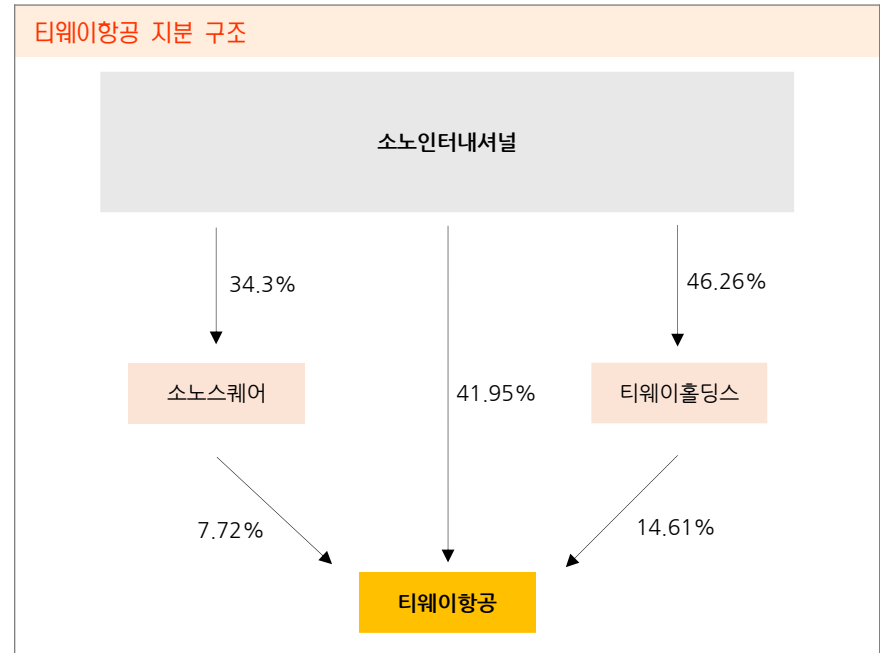 티웨이항공 지분 구조
소노인터내셔널
34.3%
46.26%
소노스퀘어
41.95%
티웨이홀딩스
7.72%
14.61%
티웨이항공